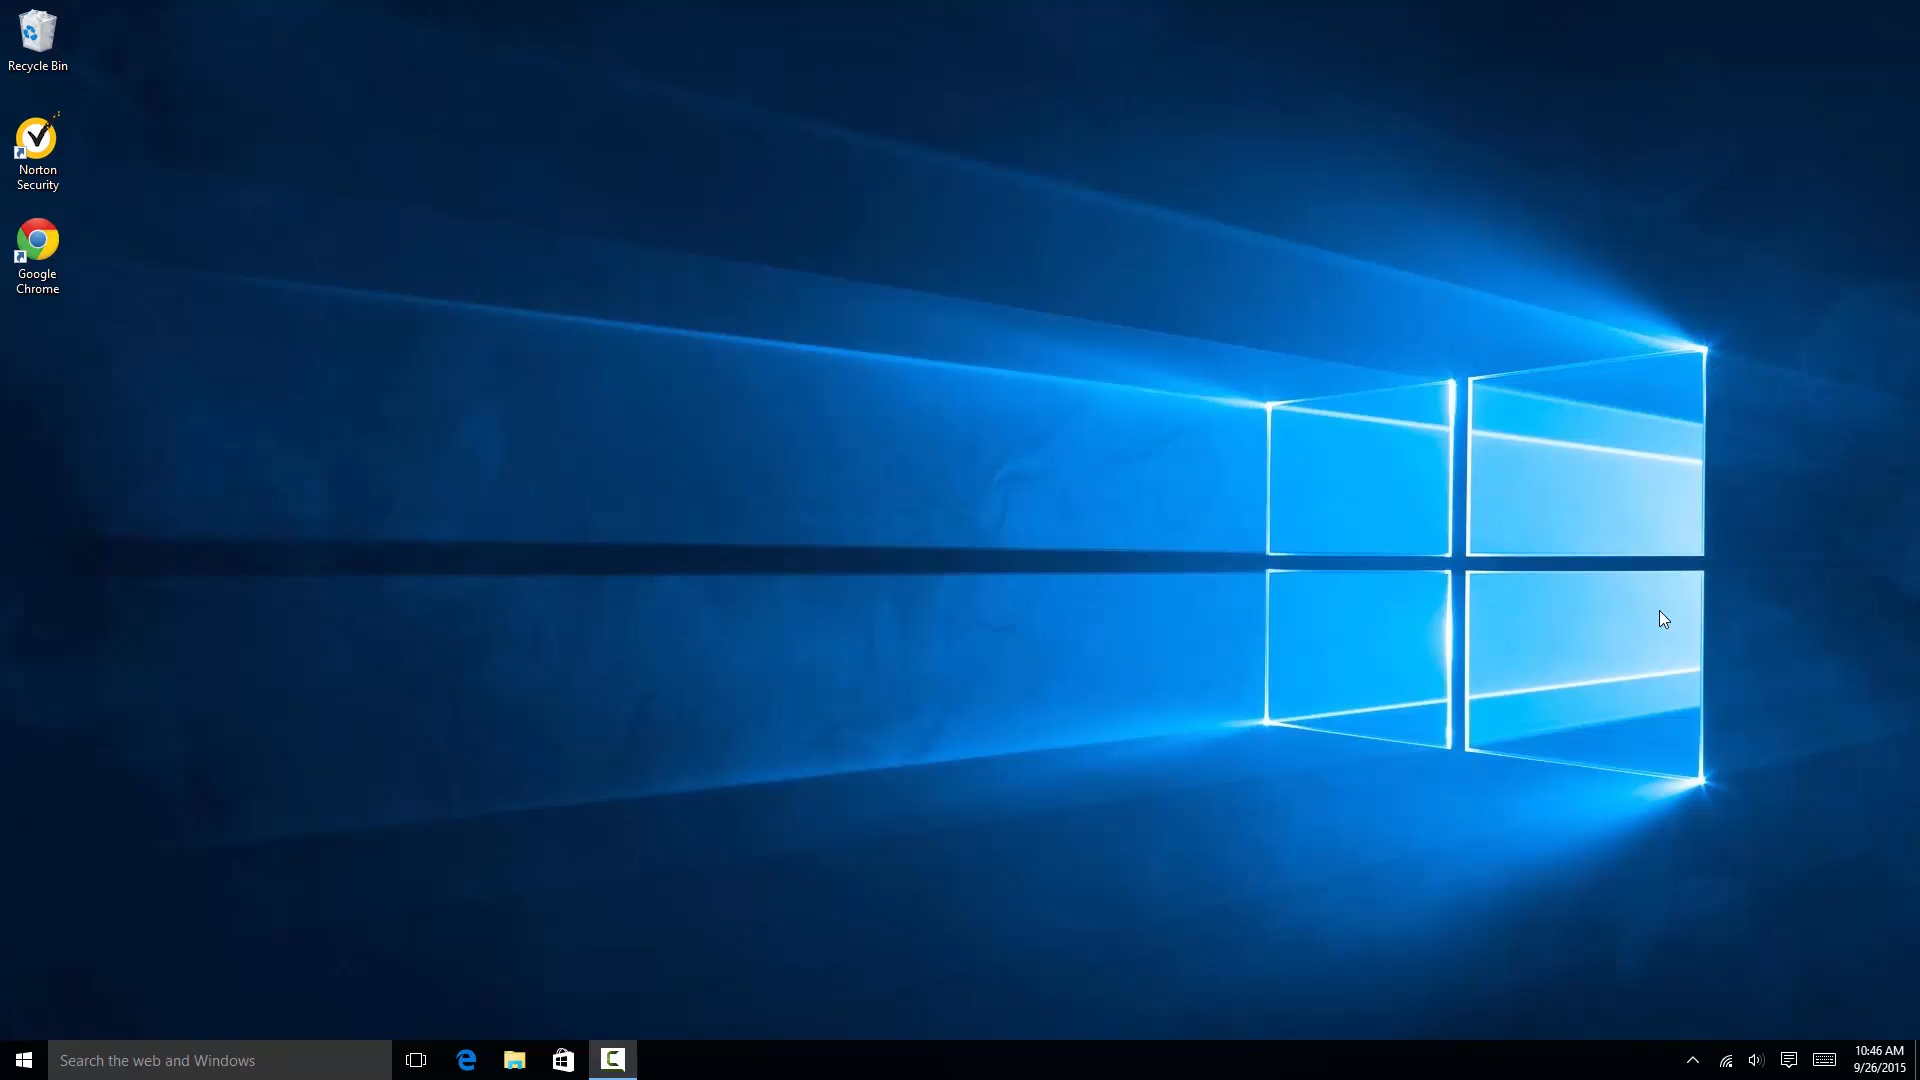 Recycle Bin
Norton
Security
Google
Chrome
Search the web and Windows
10:46 AM
9/26/2015